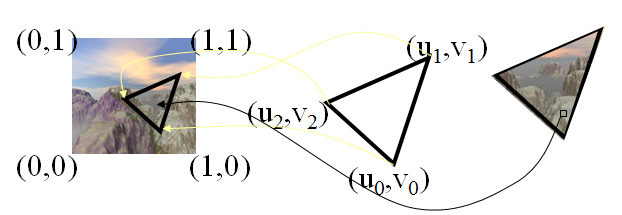 (0,1) (1,1) (u1,v1)
(u2,v2)
(0,0) (1,0) (u0,v0)